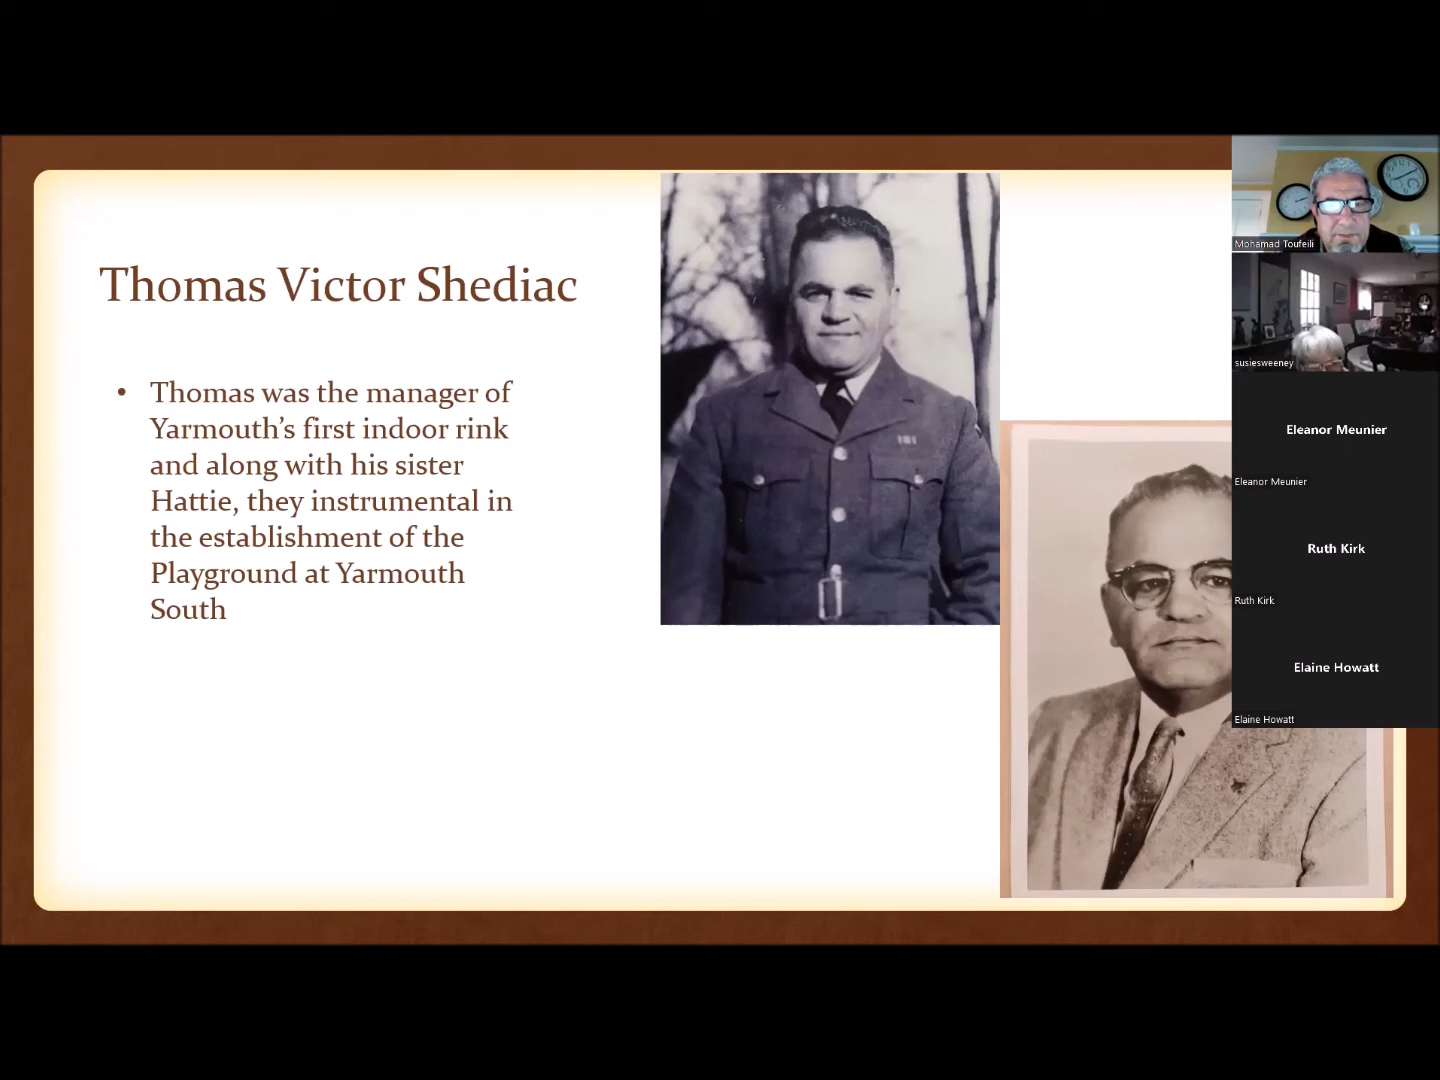 Thomas Victor Shediac
• Thomas was the manager of
Yarmouth’s first indoor rink
and along with his sister
Hattie, they instrumental in
the establishment of the
Playground at Yarmouth
South
Mohamad Toufeili
susiesweeney
Eleanor Meunier
Eleanor Meunier
Ruth Kirk
Ruth Kirk
Elaine Howatt
Elaine Howatt